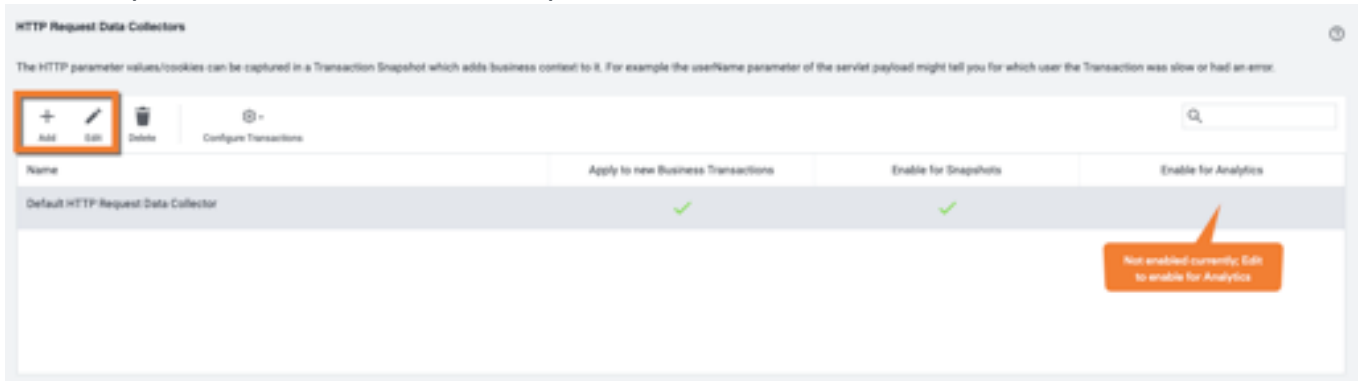 HTTP Request Data Collectors
The HTTP parameter values/cookies can be captured in a Transaction Snapshot which adds business context to it. For example the userName parameter of the servlet payload might tell you for which user the Transaction was slow or had an error.
Add Edit Delete Configure Transactions
Name Apply to new Business Transactions Enable for Snapshots Enable for Analytics
Default HTTP Request Data Collector
Not enabled currently; Edit
to enable for Analytics